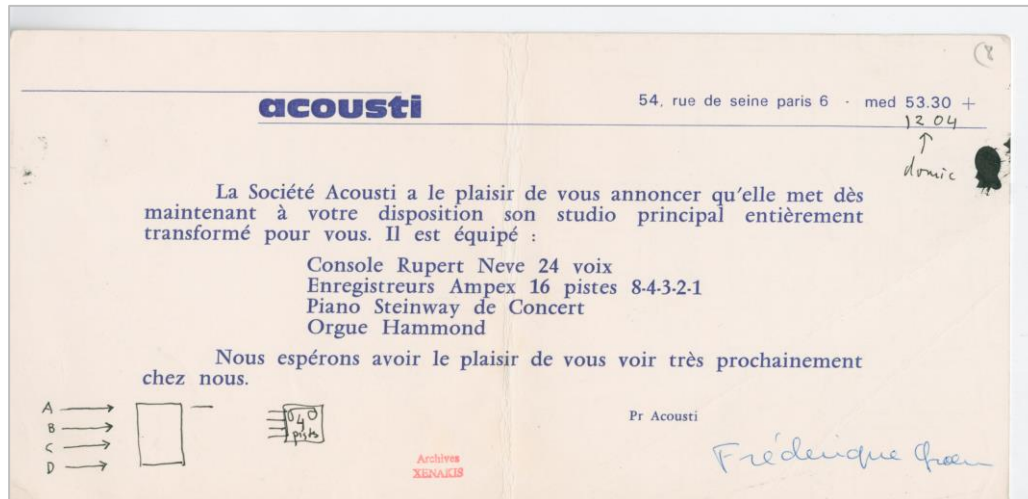 (8
acousti
54, rue de seine paris 6 · med 53.30 +
12 04
↑
domic
La Société Acousti a le plaisir de vous annoncer qu'elle met dès
maintenant à votre disposition son studio principal entièrement
transformé pour vous. Il est équipé :
Console Rupert Neve 24 voix
Enregistreurs Ampex 16 pistes 8-4-3-2-1
Piano Steinway de Concert
Orgue Hammond
Nous espérons avoir le plaisir de vous voir très prochainement
chez nous.
A →
B →
C →
D →
4
pistes
Pr Acousti
Archives
XENAKIS
Frédérique